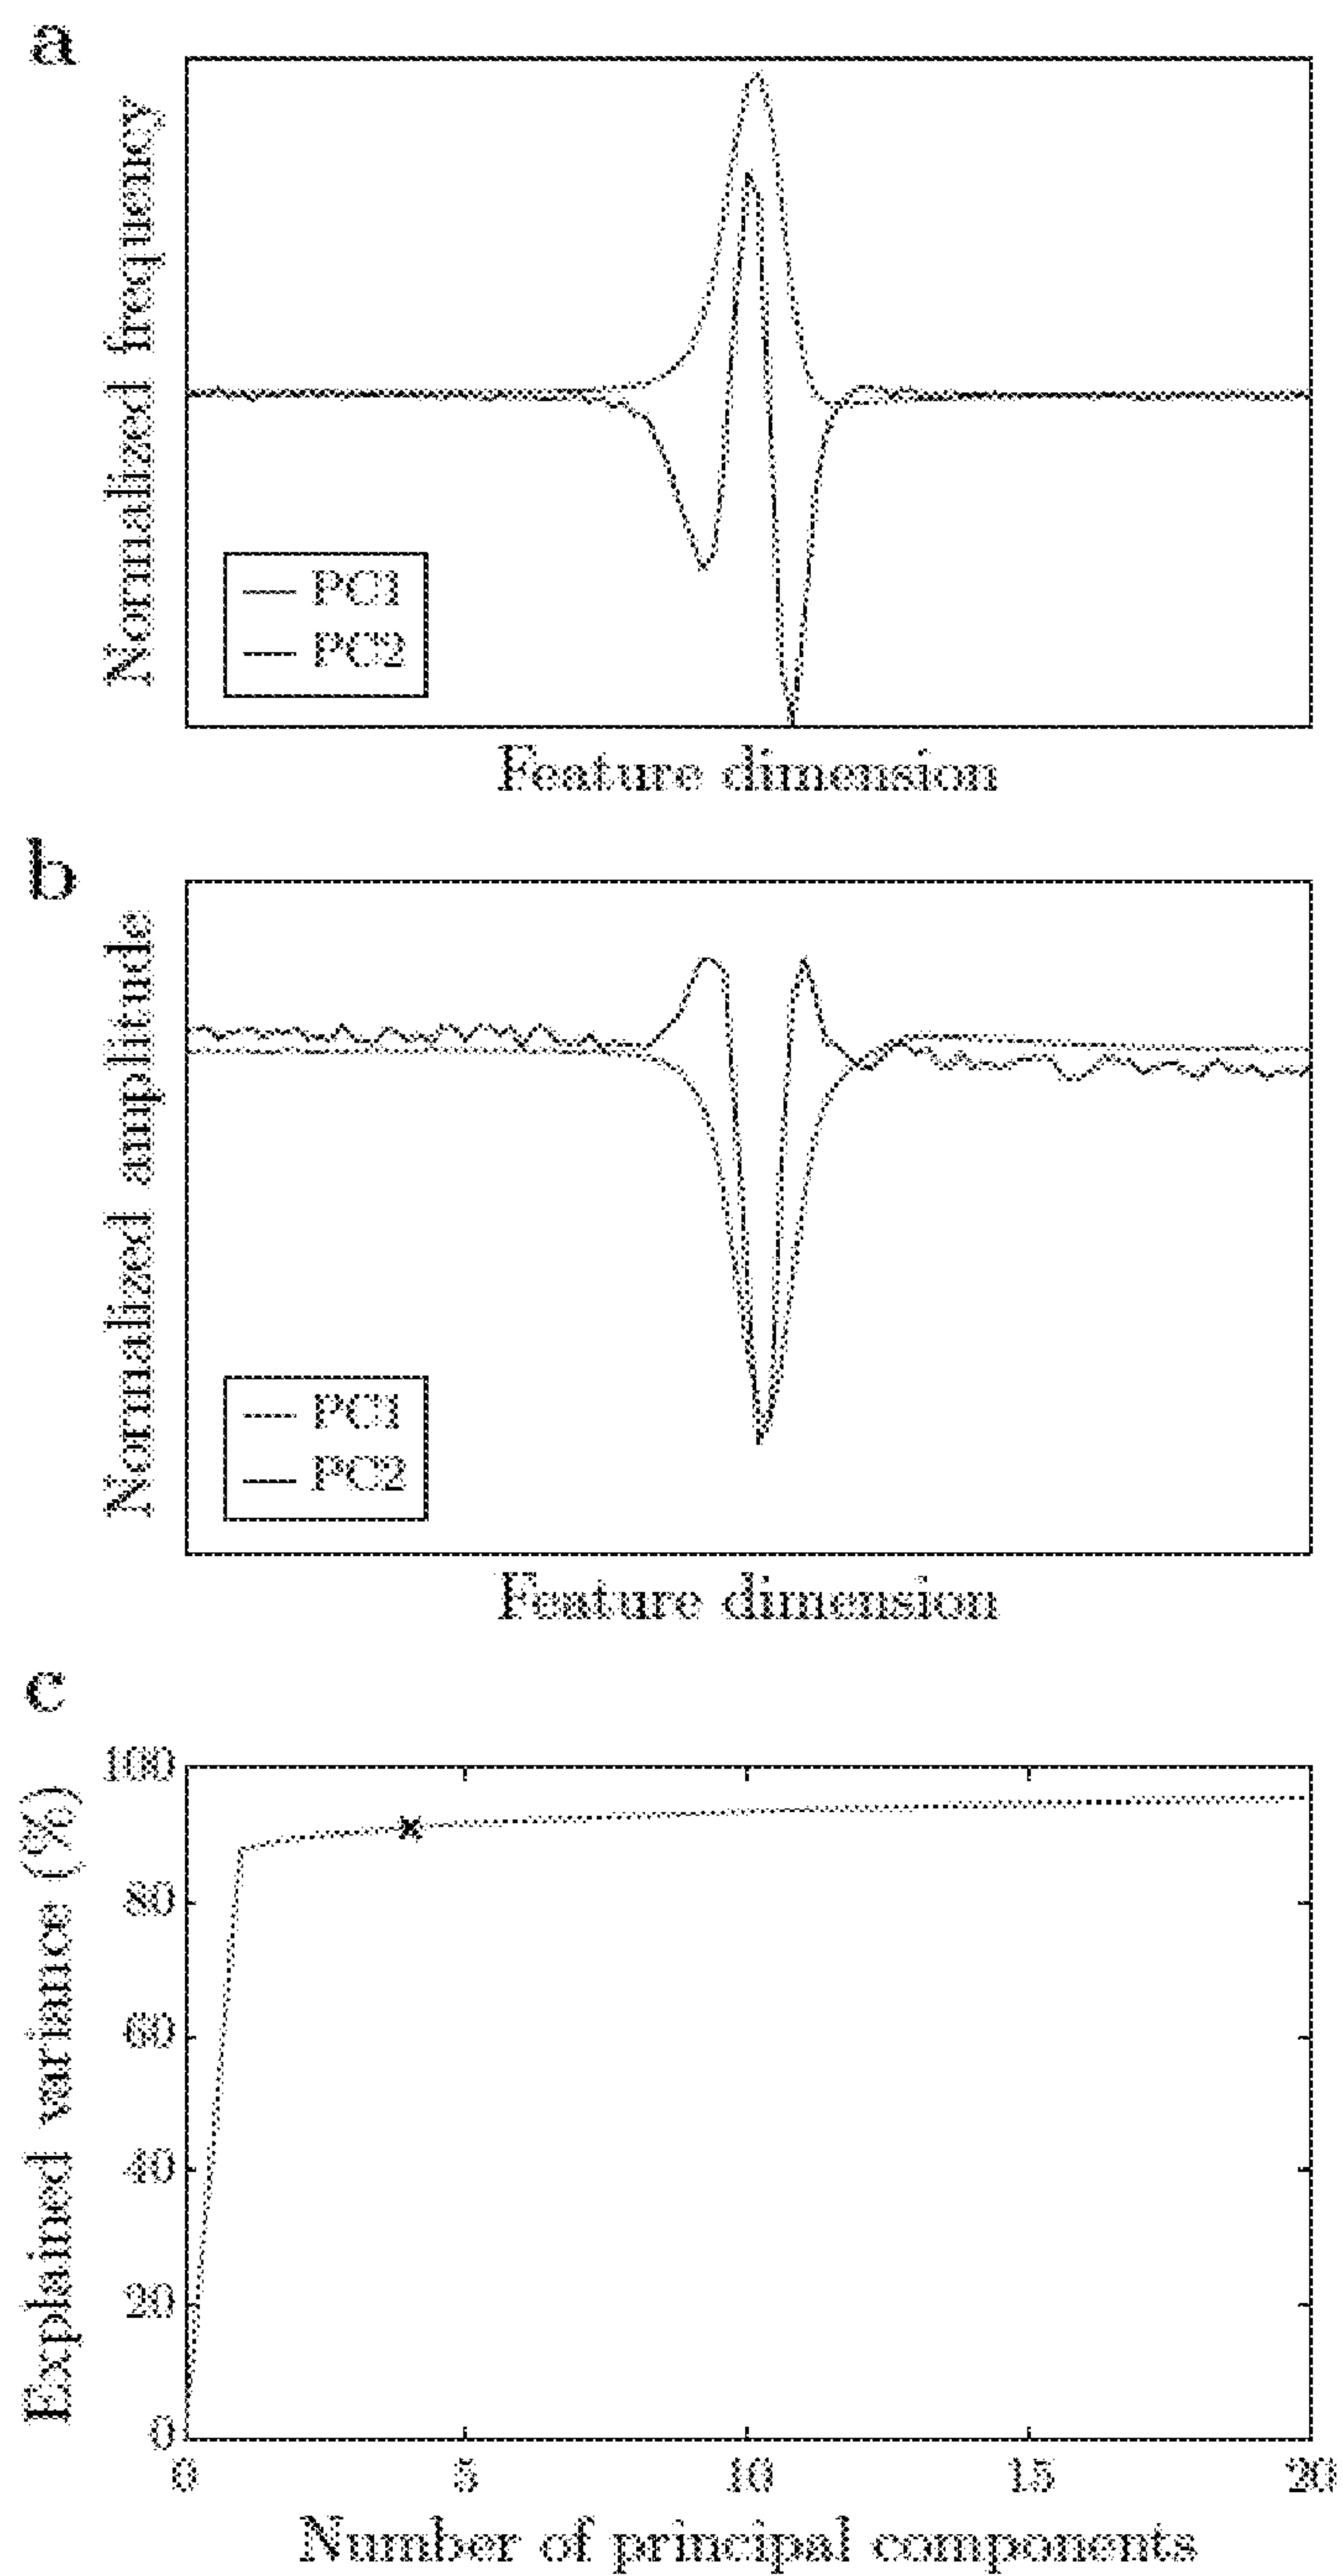 a
Normalized frequency
PC1
PC2
Feature dimension
b
Normalized amplitude
PC1
PC2
Feature dimension
c
Explained variance (%)
100
80
60
40
20
0
0 5 10 15 20
Number of principal components